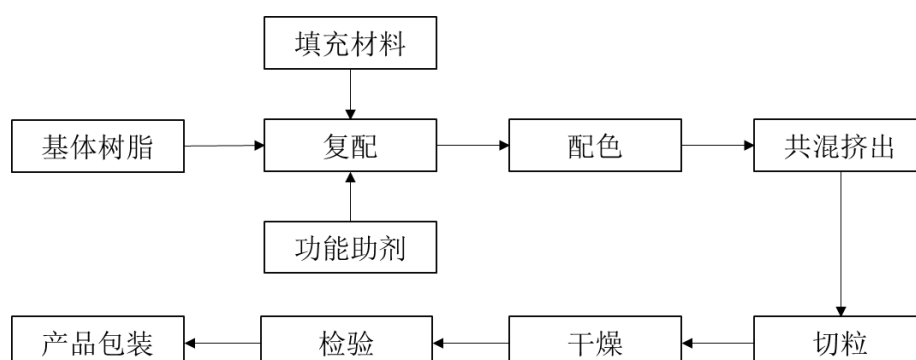 填充材料
基体树脂
复配
配色
共混挤出
功能助剂
产品包装
检验
干燥
切粒